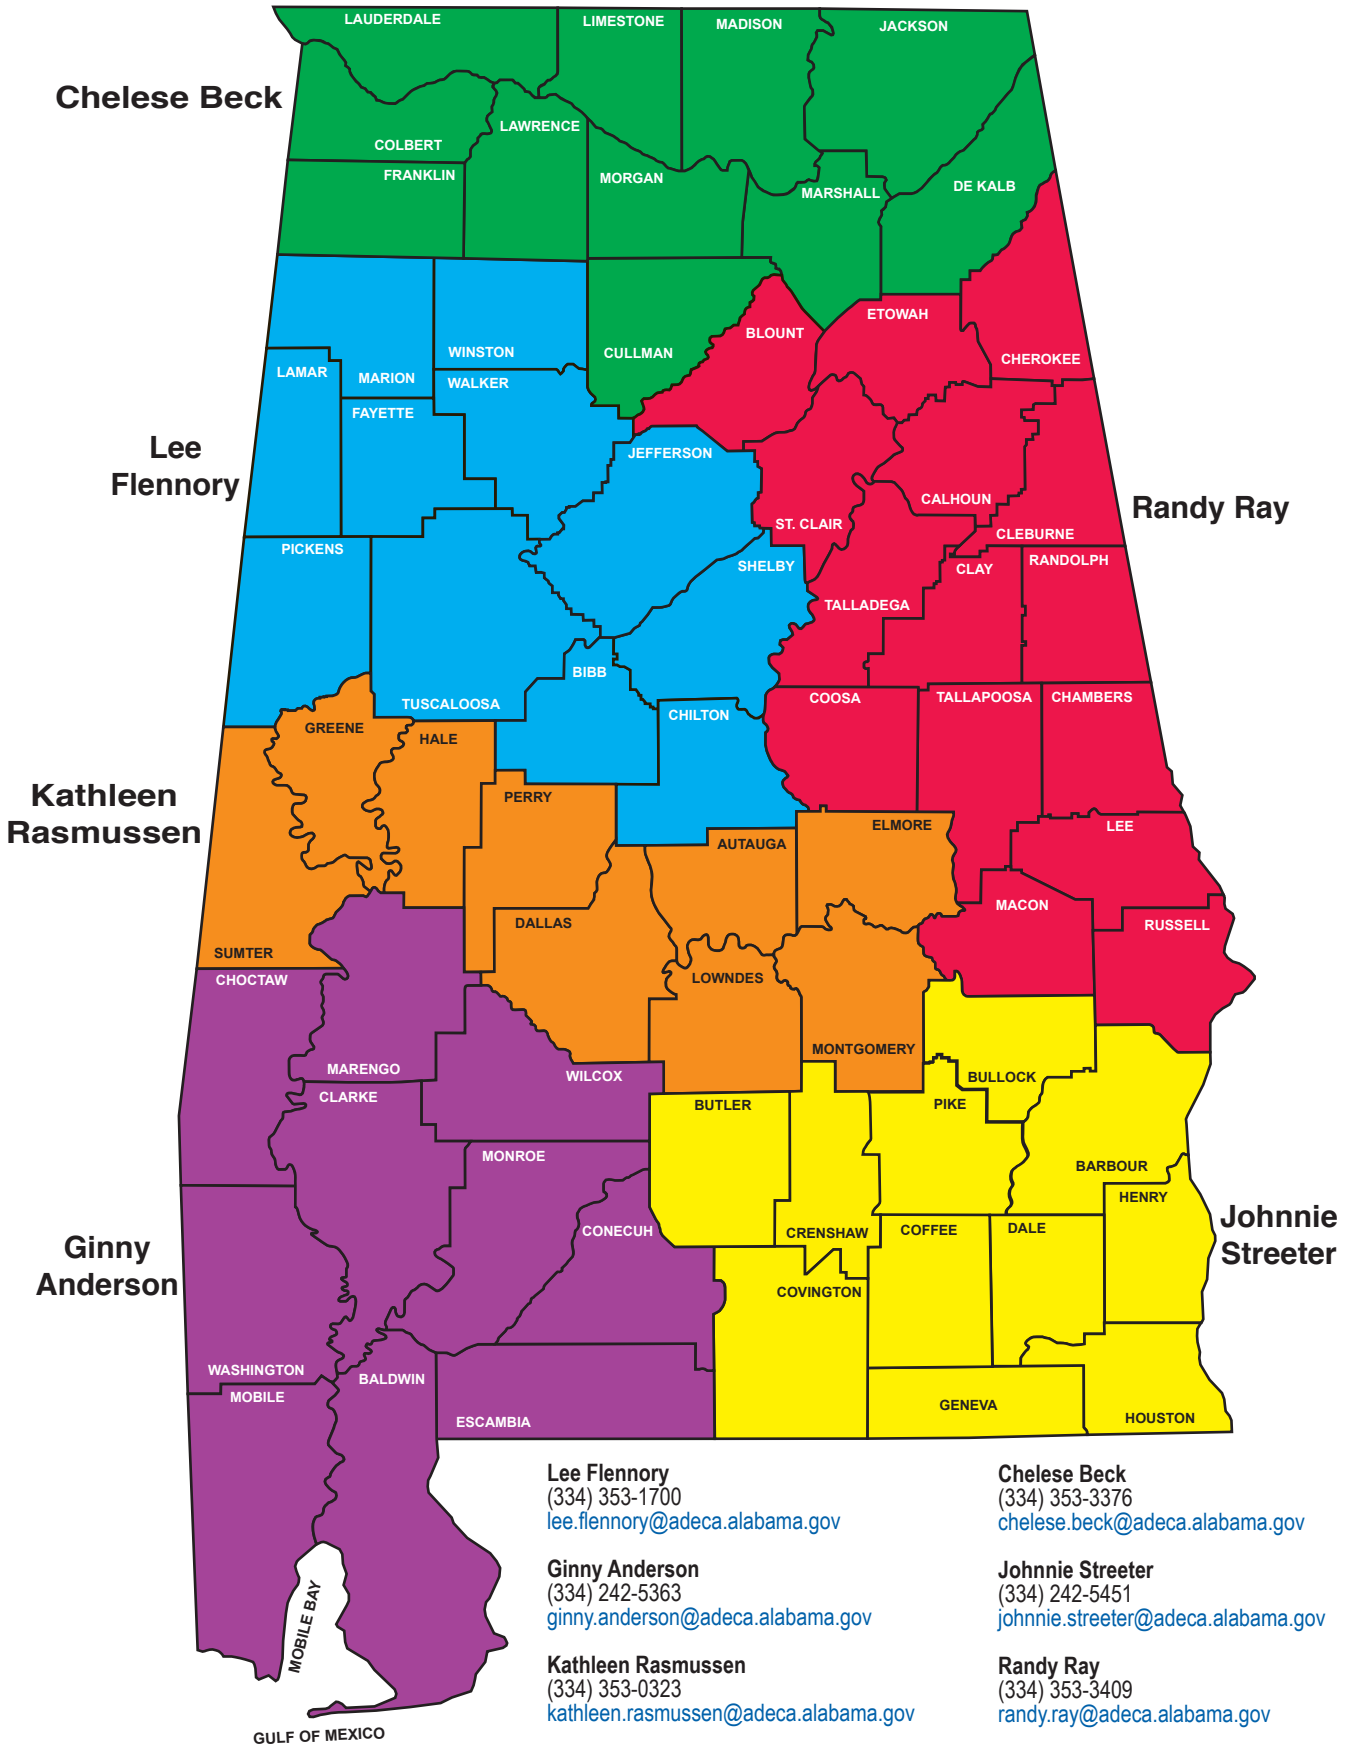 LAUDERDALE
LIMESTONE
MADISON
JACKSON
Chelese Beck
LAWRENCE
COLBERT
FRANKLIN
MORGAN
MARSHALL
DE KALB
ETOWAH
BLOUNT
WINSTON
CULLMAN
CHEROKEE
LAMAR
MARION
WALKER
FAYETTE
Lee
Flennory
JEFFERSON
CALHOUN
Randy Ray
ST. CLAIR
CLEBURNE
PICKENS
SHELBY
CLAY
RANDOLPH
TALLADEGA
BIBB
TUSCALOOSA
COOSA
TALLAPOOSA
CHAMBERS
CHILTON
GREENE
HALE
Kathleen
Rasmussen
PERRY
ELMORE
LEE
AUTAUGA
MACON
DALLAS
RUSSELL
SUMTER
CHOCTAW
LOWNDES
MONTGOMERY
MARENGO
WILCOX
BULLOCK
CLARKE
BUTLER
PIKE
MONROE
BARBOUR
HENRY
Ginny
Anderson
CONECUH
CRENSHAW
COFFEE
DALE
Johnnie
Streeter
COVINGTON
WASHINGTON
BALDWIN
MOBILE
GENEVA
ESCAMBIA
HOUSTON
MOBILE BAY
GULF OF MEXICO
Lee Flennory
(334) 353-1700
lee.flennory@adeca.alabama.gov
Ginny Anderson
(334) 242-5363
ginny.anderson@adeca.alabama.gov
Kathleen Rasmussen
(334) 353-0323
kathleen.rasmussen@adeca.alabama.gov
Chelese Beck
(334) 353-3376
chelese.beck@adeca.alabama.gov
Johnnie Streeter
(334) 242-5451
johnnie.streeter@adeca.alabama.gov
Randy Ray
(334) 353-3409
randy.ray@adeca.alabama.gov